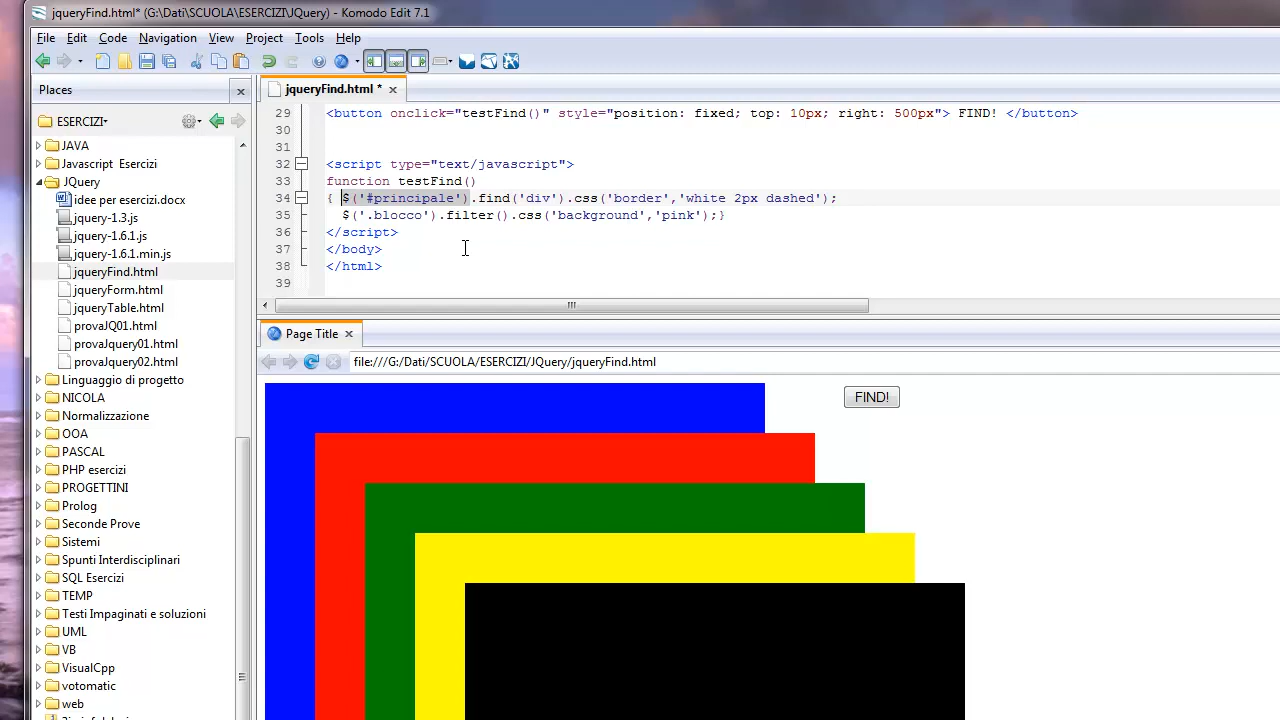 jqueryFind.html* (G:\Dati\SCUOLA\ESERCIZI\JQuery) - Komodo Edit 7.1
File Edit Code Navigation View Project Tools Help
Places
jqueryFind.html *
ESERCIZI
JAVA
Javascript Esercizi
JQuery
idee per esercizi.docx
jquery-1.3.js
jquery-1.6.1.js
jquery-1.6.1.min.js
jqueryFind.html
jqueryForm.html
jqueryTable.html
provaJQ01.html
provaJquery01.html
provaJquery02.html
Linguaggio di progetto
NICOLA
Normalizzazione
OOA
PASCAL
PHP esercizi
PROGETTINI
Prolog
Seconde Prove
Sistemi
Spunti Interdisciplinari
SQL Esercizi
TEMP
Testi Impaginati e soluzioni
UML
VB
VisualCpp
votomatic
web
29 <button onclick="testFind()" style="position: fixed; top: 10px; right: 500px"> FIND! </button>
30
31
32 <script type="text/javascript">
33 function testFind()
34 { $('#principale').find('div').css('border','white 2px dashed');
35 $('.blocco').filter().css('background','pink');}
36 </script>
37 </body>
38 </html>
39
Page Title
file:///G:/Dati/SCUOLA/ESERCIZI/JQuery/jqueryFind.html
FIND!